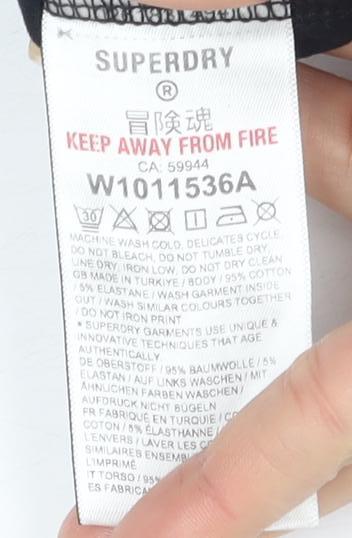 SUPERDRY
®
冒険魂
KEEP AWAY FROM FIRE
CA: 59944
W1011536A
30
MACHINE WASH COLD, DELICATES CYCLE,
DO NOT BLEACH, DO NOT TUMBLE DRY,
LINE DRY, IRON LOW, DO NOT DRY CLEAN
GB MADE IN TURKIYE / BODY / 95% COTTON
/ 5% ELASTANE / WASH GARMENT INSIDE
OUT / WASH SIMILAR COLOURS TOGETHER
/ DO NOT IRON PRINT
* SUPERDRY GARMENTS USE UNIQUE &
INNOVATIVE TECHNIQUES THAT AGE
AUTHENTICALLY
DE OBERSTOFF / 95% BAUMWOLLE / 5%
ELASTAN / AUF LINKS WASCHEN / MIT
ÄHNLICHEN FARBEN WASCHEN /
AUFDRUCK NICHT BÜGELN
FR FABRIQUÉ EN TURQUIE /
COTON / 5% ÉLASTHANNE /
L'ENVERS / LAVER LES
SIMILAIRES
L'IMPRIMÉ
IT TORSO / 95%
ES